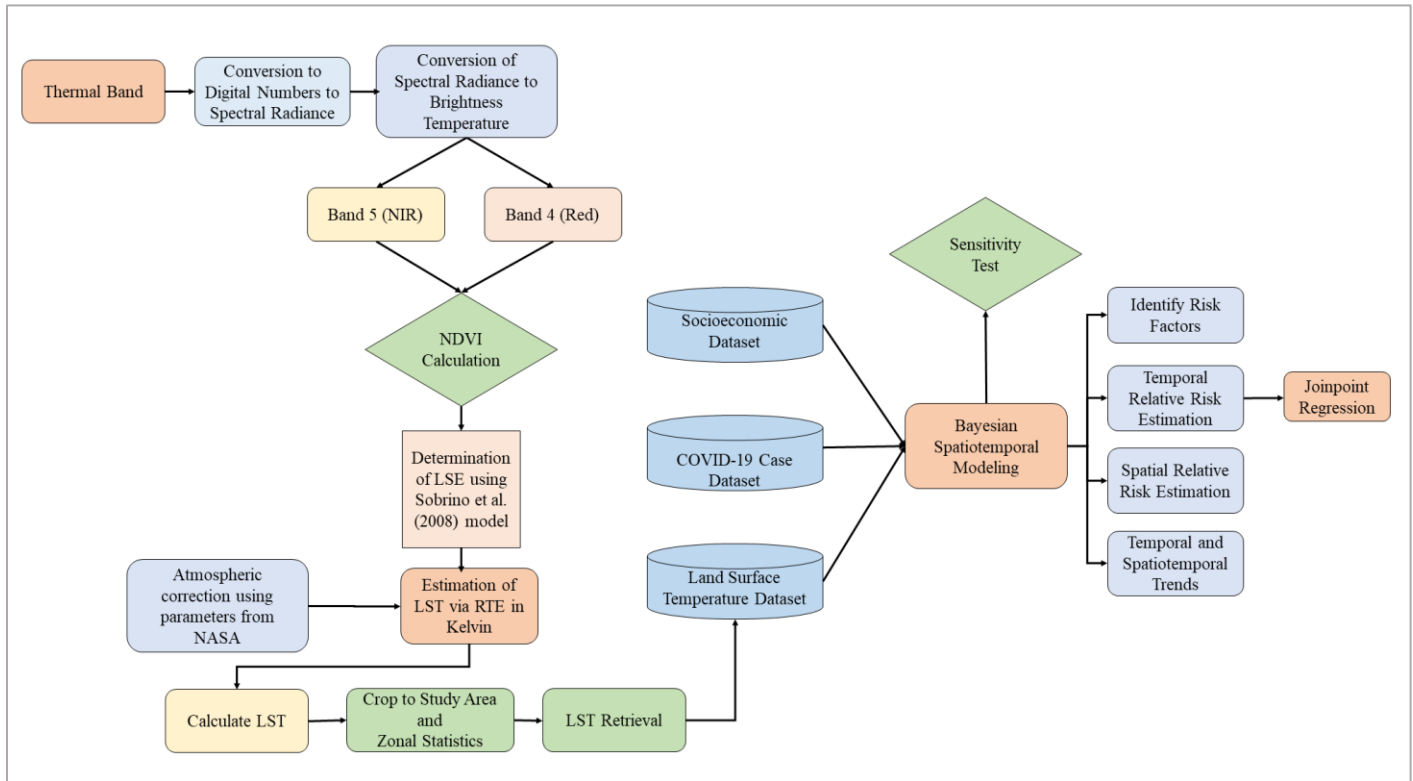 Thermal Band
Conversion to
Digital Numbers to
Spectral Radiance
Conversion of
Spectral Radiance to
Brightness
Temperature
Band 5 (NIR)
Band 4 (Red)
NDVI
Calculation
Determination
of LSE using
Sobrino et al.
(2008) model
Atmospheric
correction using
parameters from
NASA
Estimation of
LST via RTE in
Kelvin
Calculate LST
Crop to Study Area
and
Zonal Statistics
LST Retrieval
Socioeconomic
Dataset
COVID-19 Case
Dataset
Land Surface
Temperature Dataset
Sensitivity
Test
Bayesian
Spatiotemporal
Modeling
Identify Risk
Factors
Temporal
Relative Risk
Estimation
Joinpoint
Regression
Spatial Relative
Risk Estimation
Temporal and
Spatiotemporal
Trends